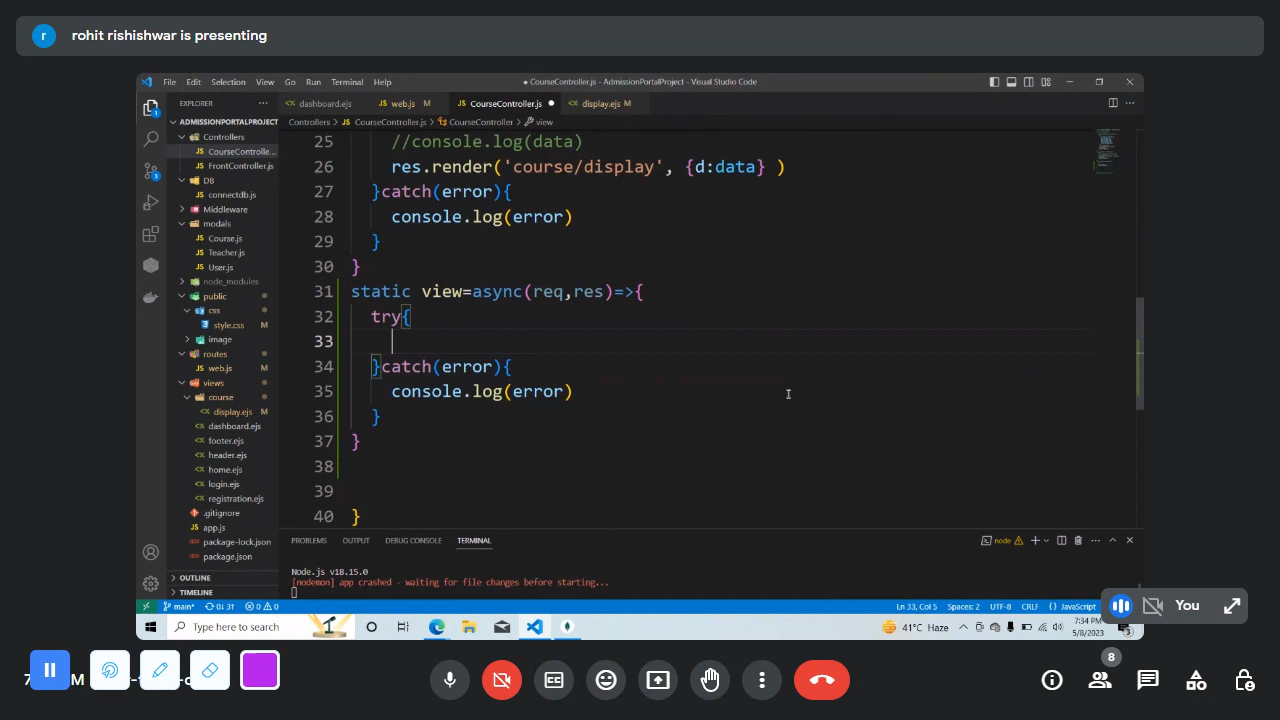 r rohit rishishwar is presenting
File Edit Selection View Go Run Terminal Help
● CourseController.js - AdmissionPortalProject - Visual Studio Code
EXPLORER
dashboard.ejs
web.js M
CourseController.js ●
display.ejs M
Controllers > CourseController.js > CourseController > view
ADMISSIONPORTALPROJECT
Controllers
CourseControlle...
FrontController.js
DB
connectdb.js
Middleware
modals
Course.js
Teacher.js
User.js
node_modules
public
css
style.css M
image
routes
web.js M
views
course
display.ejs M
dashboard.ejs
footer.ejs
header.ejs
home.ejs
login.ejs
registration.ejs
.gitignore
app.js
package-lock.json
package.json
OUTLINE
TIMELINE
25 //console.log(data)
26 res.render('course/display', {d:data} )
27 }catch(error){
28 console.log(error)
29 }
30 }
31 static view=async(req,res)=>{
32 try{
33
34 }catch(error){
35 console.log(error)
36 }
37 }
38
39
40 }
PROBLEMS OUTPUT DEBUG CONSOLE TERMINAL
node
Node.js v18.15.0
[nodemon] app crashed - waiting for file changes before starting...
main* 0↓ 3↑ 0 0
Ln 33, Col 5 Spaces: 2 UTF-8 CRLF {} JavaScript
Type here to search
41°C Haze
7:34 PM
5/8/2023
3
You
8